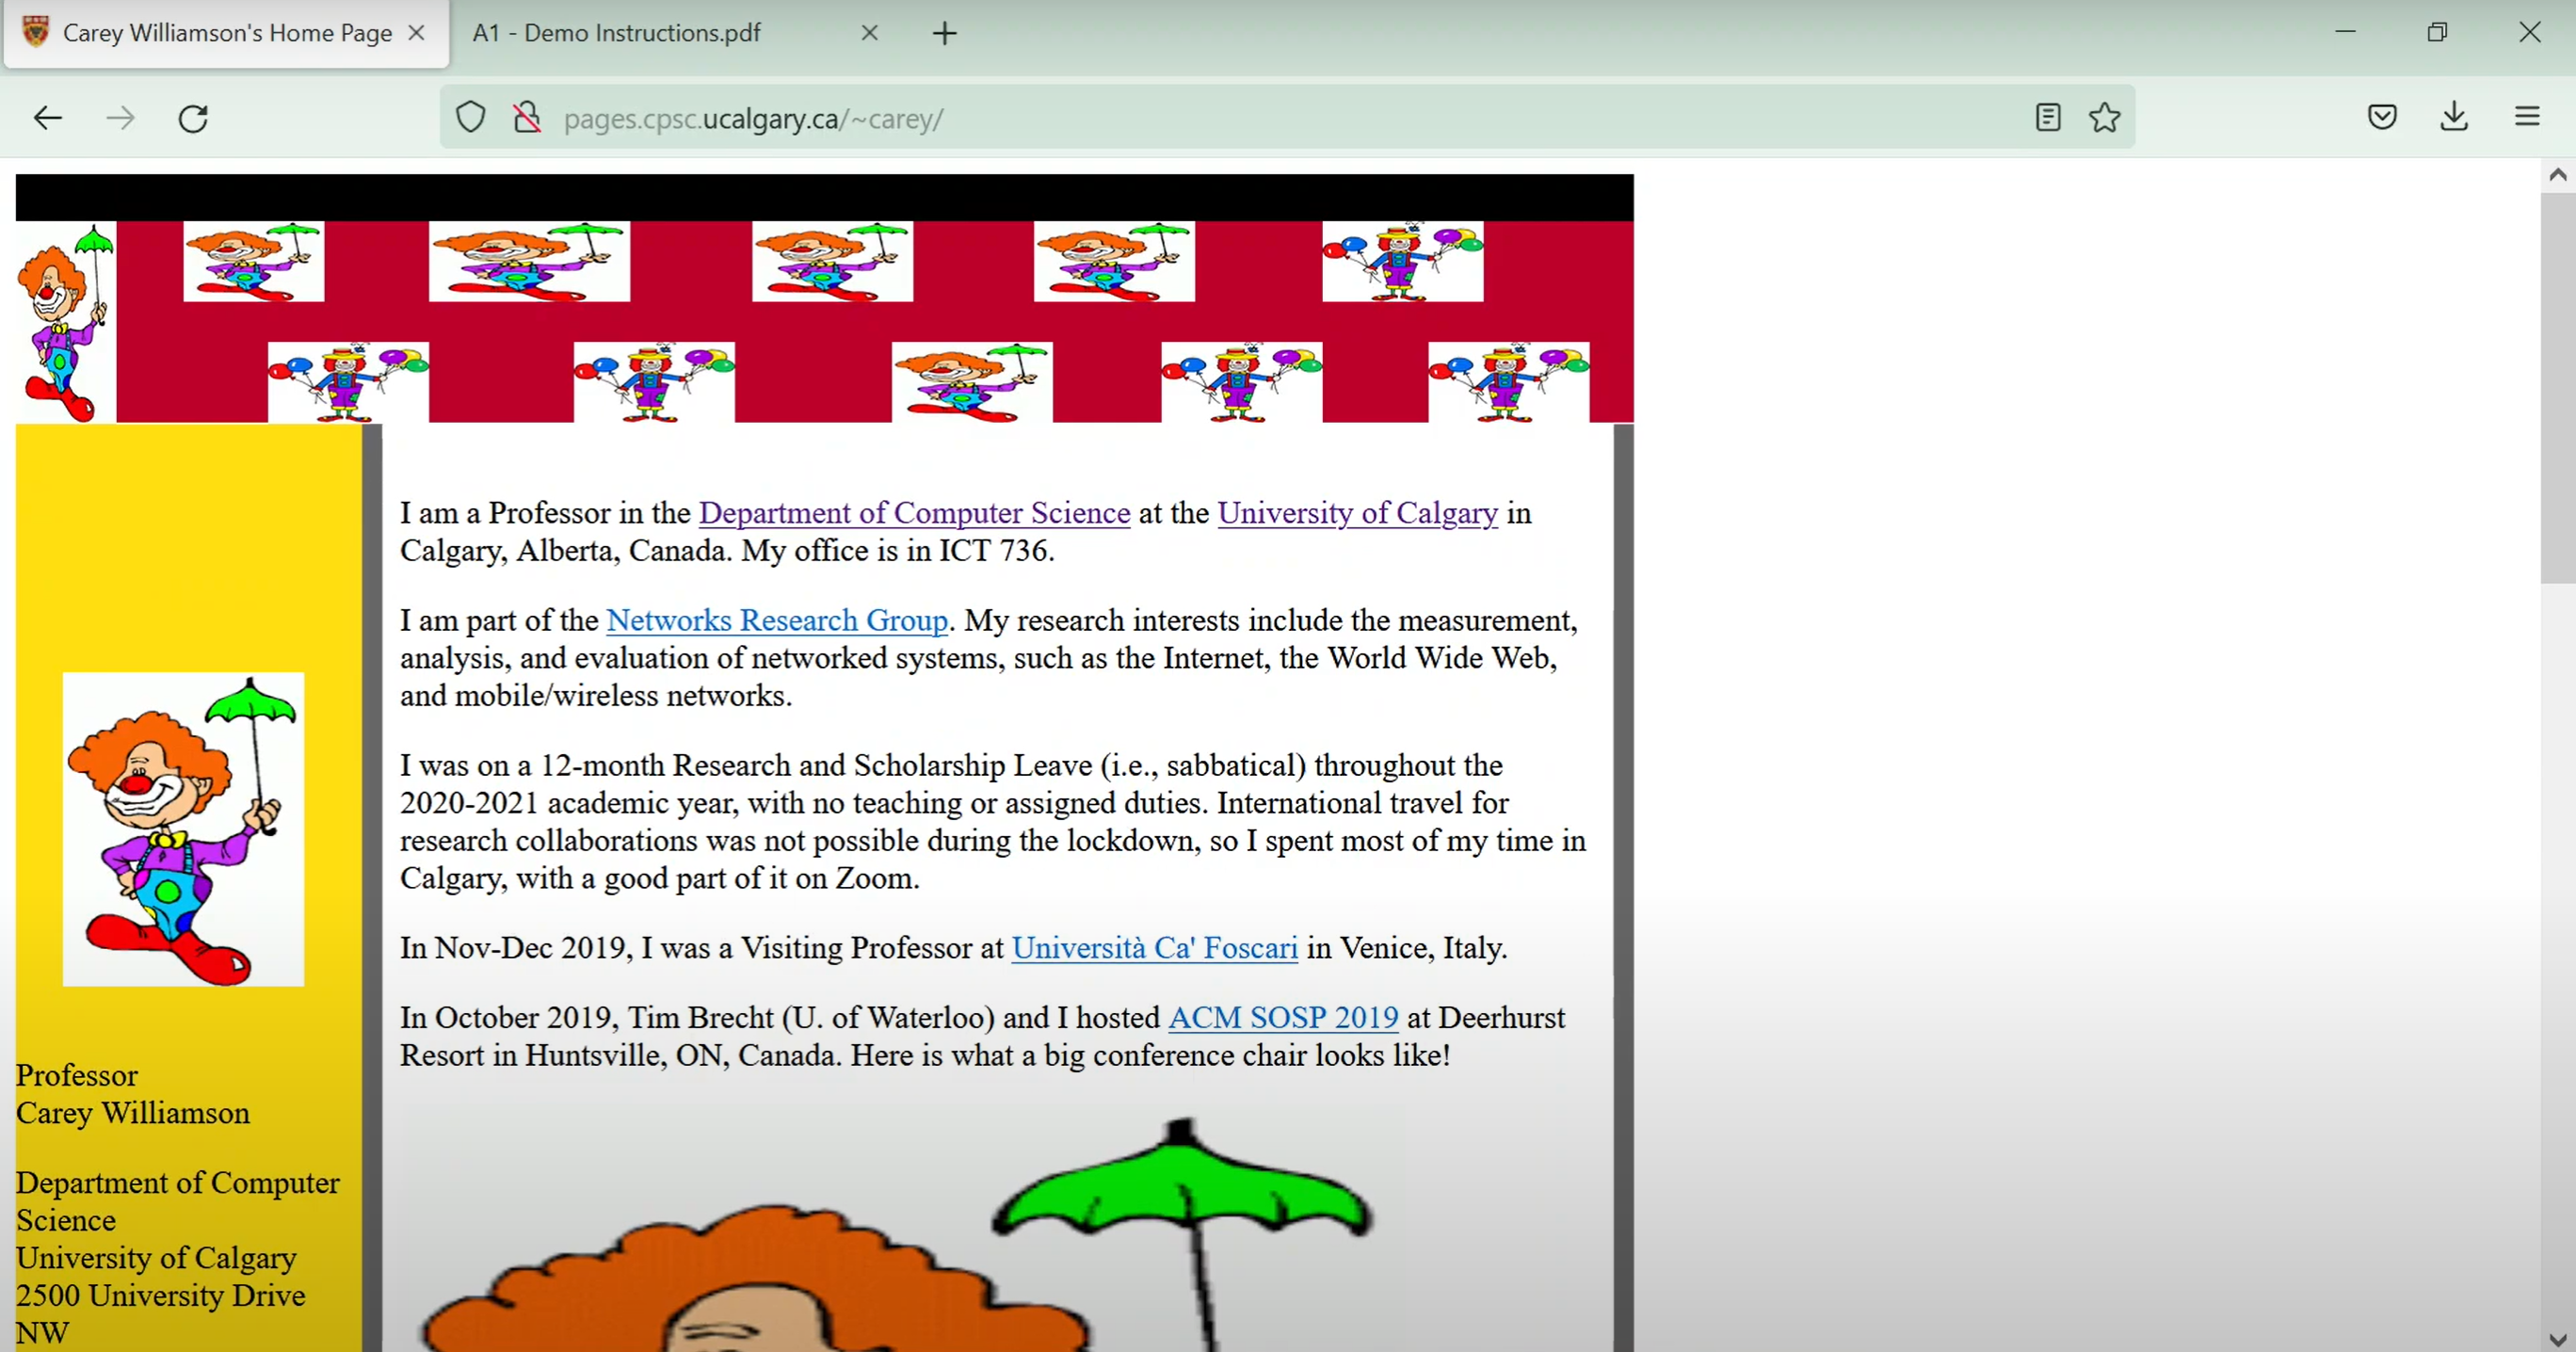 Carey Williamson's Home Page
A1 - Demo Instructions.pdf
pages.cpsc.ucalgary.ca/~carey/
I am a Professor in the Department of Computer Science at the University of Calgary in
Calgary, Alberta, Canada. My office is in ICT 736.
I am part of the Networks Research Group. My research interests include the measurement,
analysis, and evaluation of networked systems, such as the Internet, the World Wide Web,
and mobile/wireless networks.
I was on a 12-month Research and Scholarship Leave (i.e., sabbatical) throughout the
2020-2021 academic year, with no teaching or assigned duties. International travel for
research collaborations was not possible during the lockdown, so I spent most of my time in
Calgary, with a good part of it on Zoom.
In Nov-Dec 2019, I was a Visiting Professor at Università Ca' Foscari in Venice, Italy.
In October 2019, Tim Brecht (U. of Waterloo) and I hosted ACM SOSP 2019 at Deerhurst
Resort in Huntsville, ON, Canada. Here is what a big conference chair looks like!
Professor
Carey Williamson
Department of Computer
Science
University of Calgary
2500 University Drive
NW